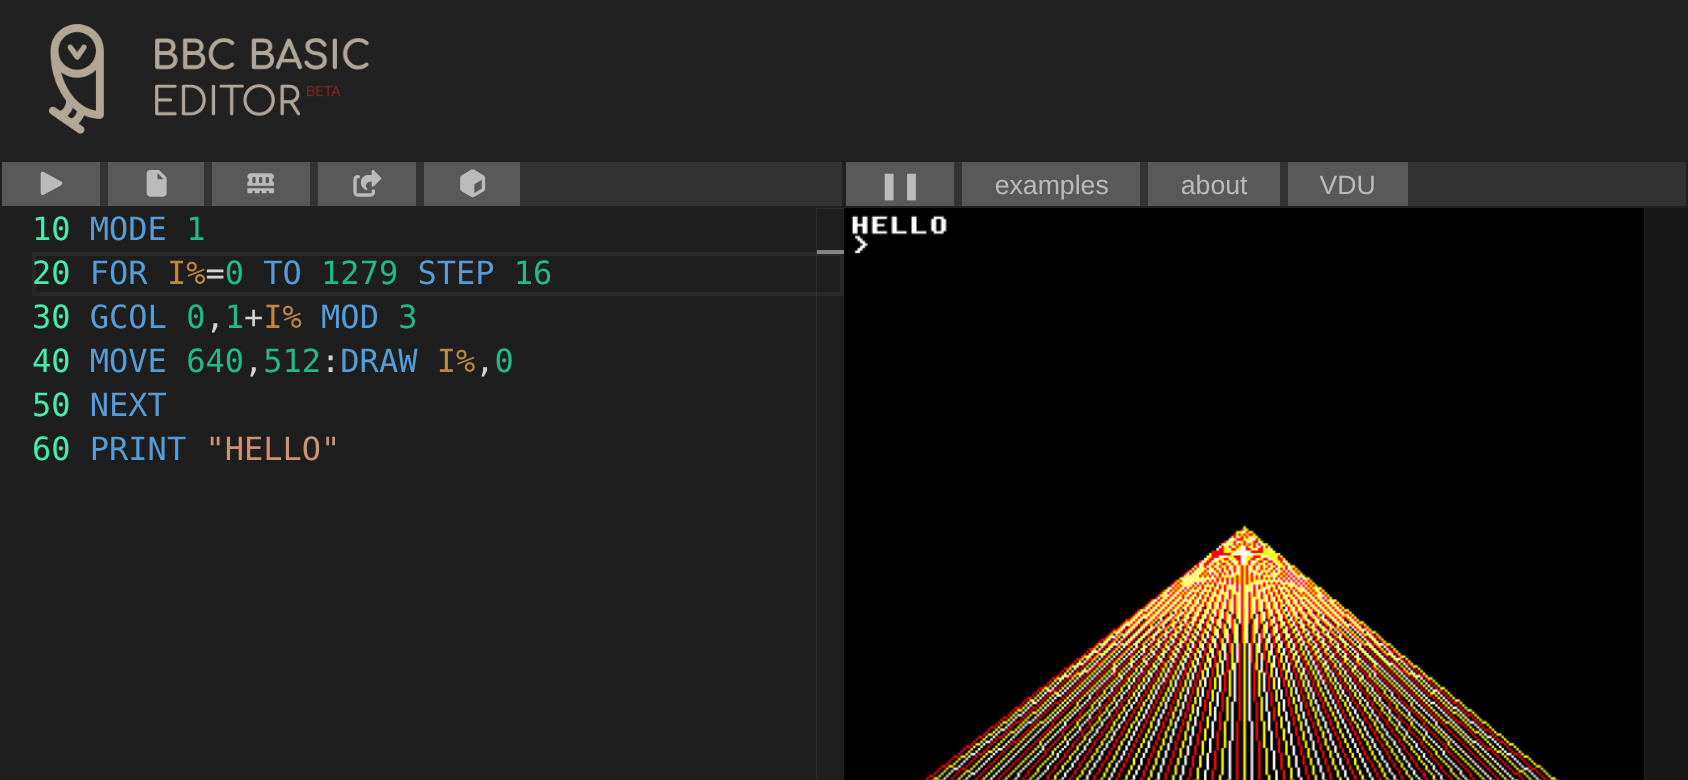 BBC BASIC
EDITOR BETA
examples about VDU
10 MODE 1
20 FOR I%=0 TO 1279 STEP 16
30 GCOL 0,1+I% MOD 3
40 MOVE 640,512:DRAW I%,0
50 NEXT
60 PRINT "HELLO"
HELLO
>